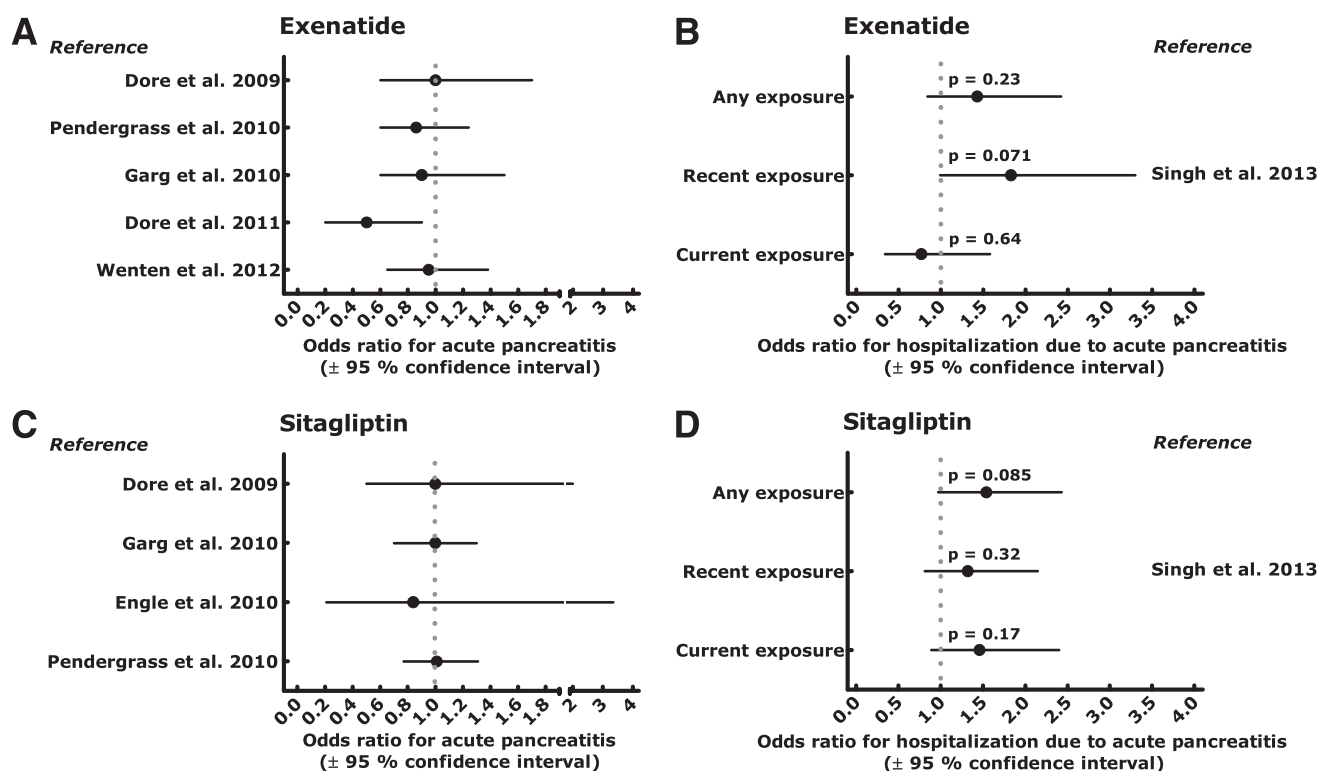 A
Exenatide
Reference
Dore et al. 2009
Pendergrass et al. 2010
Garg et al. 2010
Dore et al. 2011
Wenten et al. 2012
0.0 0.2 0.4 0.6 0.8 1.0 1.2 1.4 1.6 1.8 2 3 4
Odds ratio for acute pancreatitis
(± 95 % confidence interval)
B
Exenatide
Reference
Any exposure
p = 0.23
Recent exposure
p = 0.071
Singh et al. 2013
Current exposure
p = 0.64
0.0 0.5 1.0 1.5 2.0 2.5 3.0 3.5 4.0
Odds ratio for hospitalization due to acute pancreatitis
(± 95 % confidence interval)
C
Sitagliptin
Reference
Dore et al. 2009
Garg et al. 2010
Engle et al. 2010
Pendergrass et al. 2010
0.0 0.2 0.4 0.6 0.8 1.0 1.2 1.4 1.6 1.8 2 3 4
Odds ratio for acute pancreatitis
(± 95 % confidence interval)
D
Sitagliptin
Reference
Any exposure
p = 0.085
Recent exposure
p = 0.32
Singh et al. 2013
Current exposure
p = 0.17
0.0 0.5 1.0 1.5 2.0 2.5 3.0 3.5 4.0
Odds ratio for hospitalization due to acute pancreatitis
(± 95 % confidence interval)